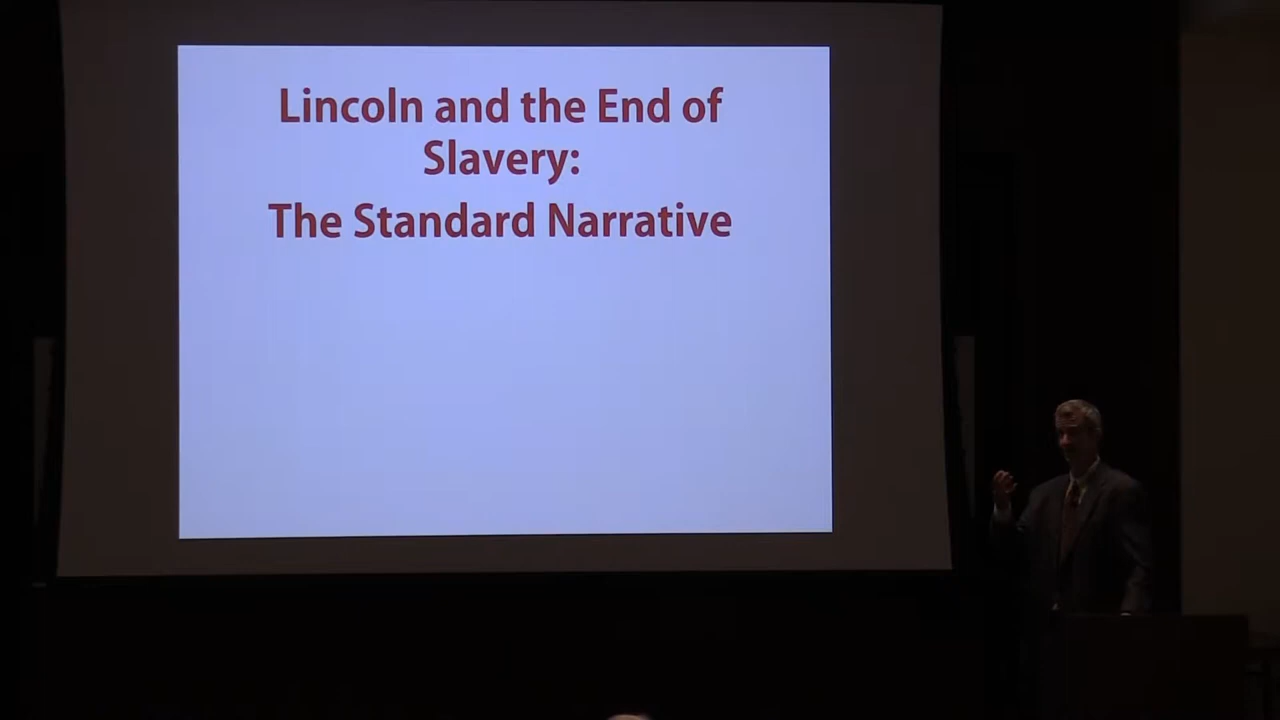 Lincoln and the End of
Slavery:
The Standard Narrative